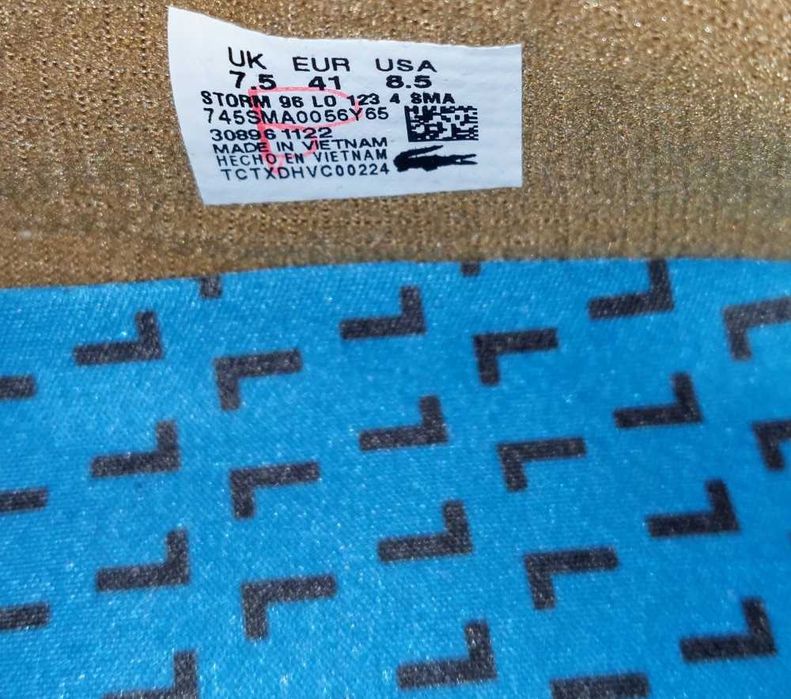 UK EUR USA
7.5 41 8.5
STORM 96 LO 123 4 SMA
745SMA0056Y65
30896 1122
MADE IN VIETNAM
HECHO EN VIETNAM
TCTXDHVC00224
P